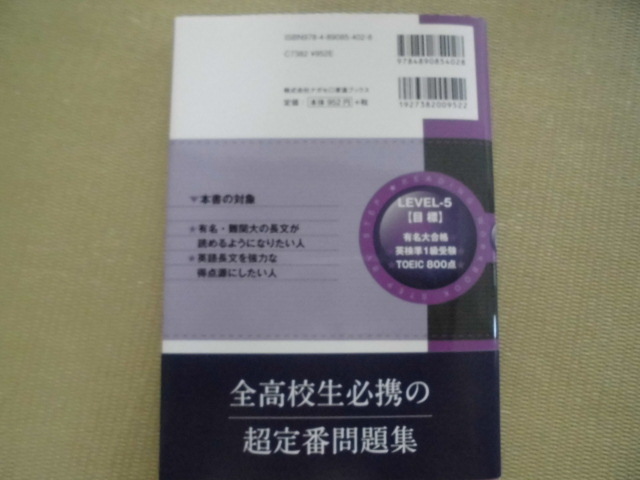 ISBN978-4-89085-402-8
C7382 ¥952E
9784890854028
株式会社ナガセ(東進ブックス
定価：本体 952 円 +税
1927382009522
▼本書の対象
★有名・難関大の長文が
読めるようになりたい人
★英語長文を強力な
得点源にしたい人
LEVEL-5
【目 標】
有名大合格
英検準1級受験
TOEIC 800点
全高校生必携の
超定番問題集